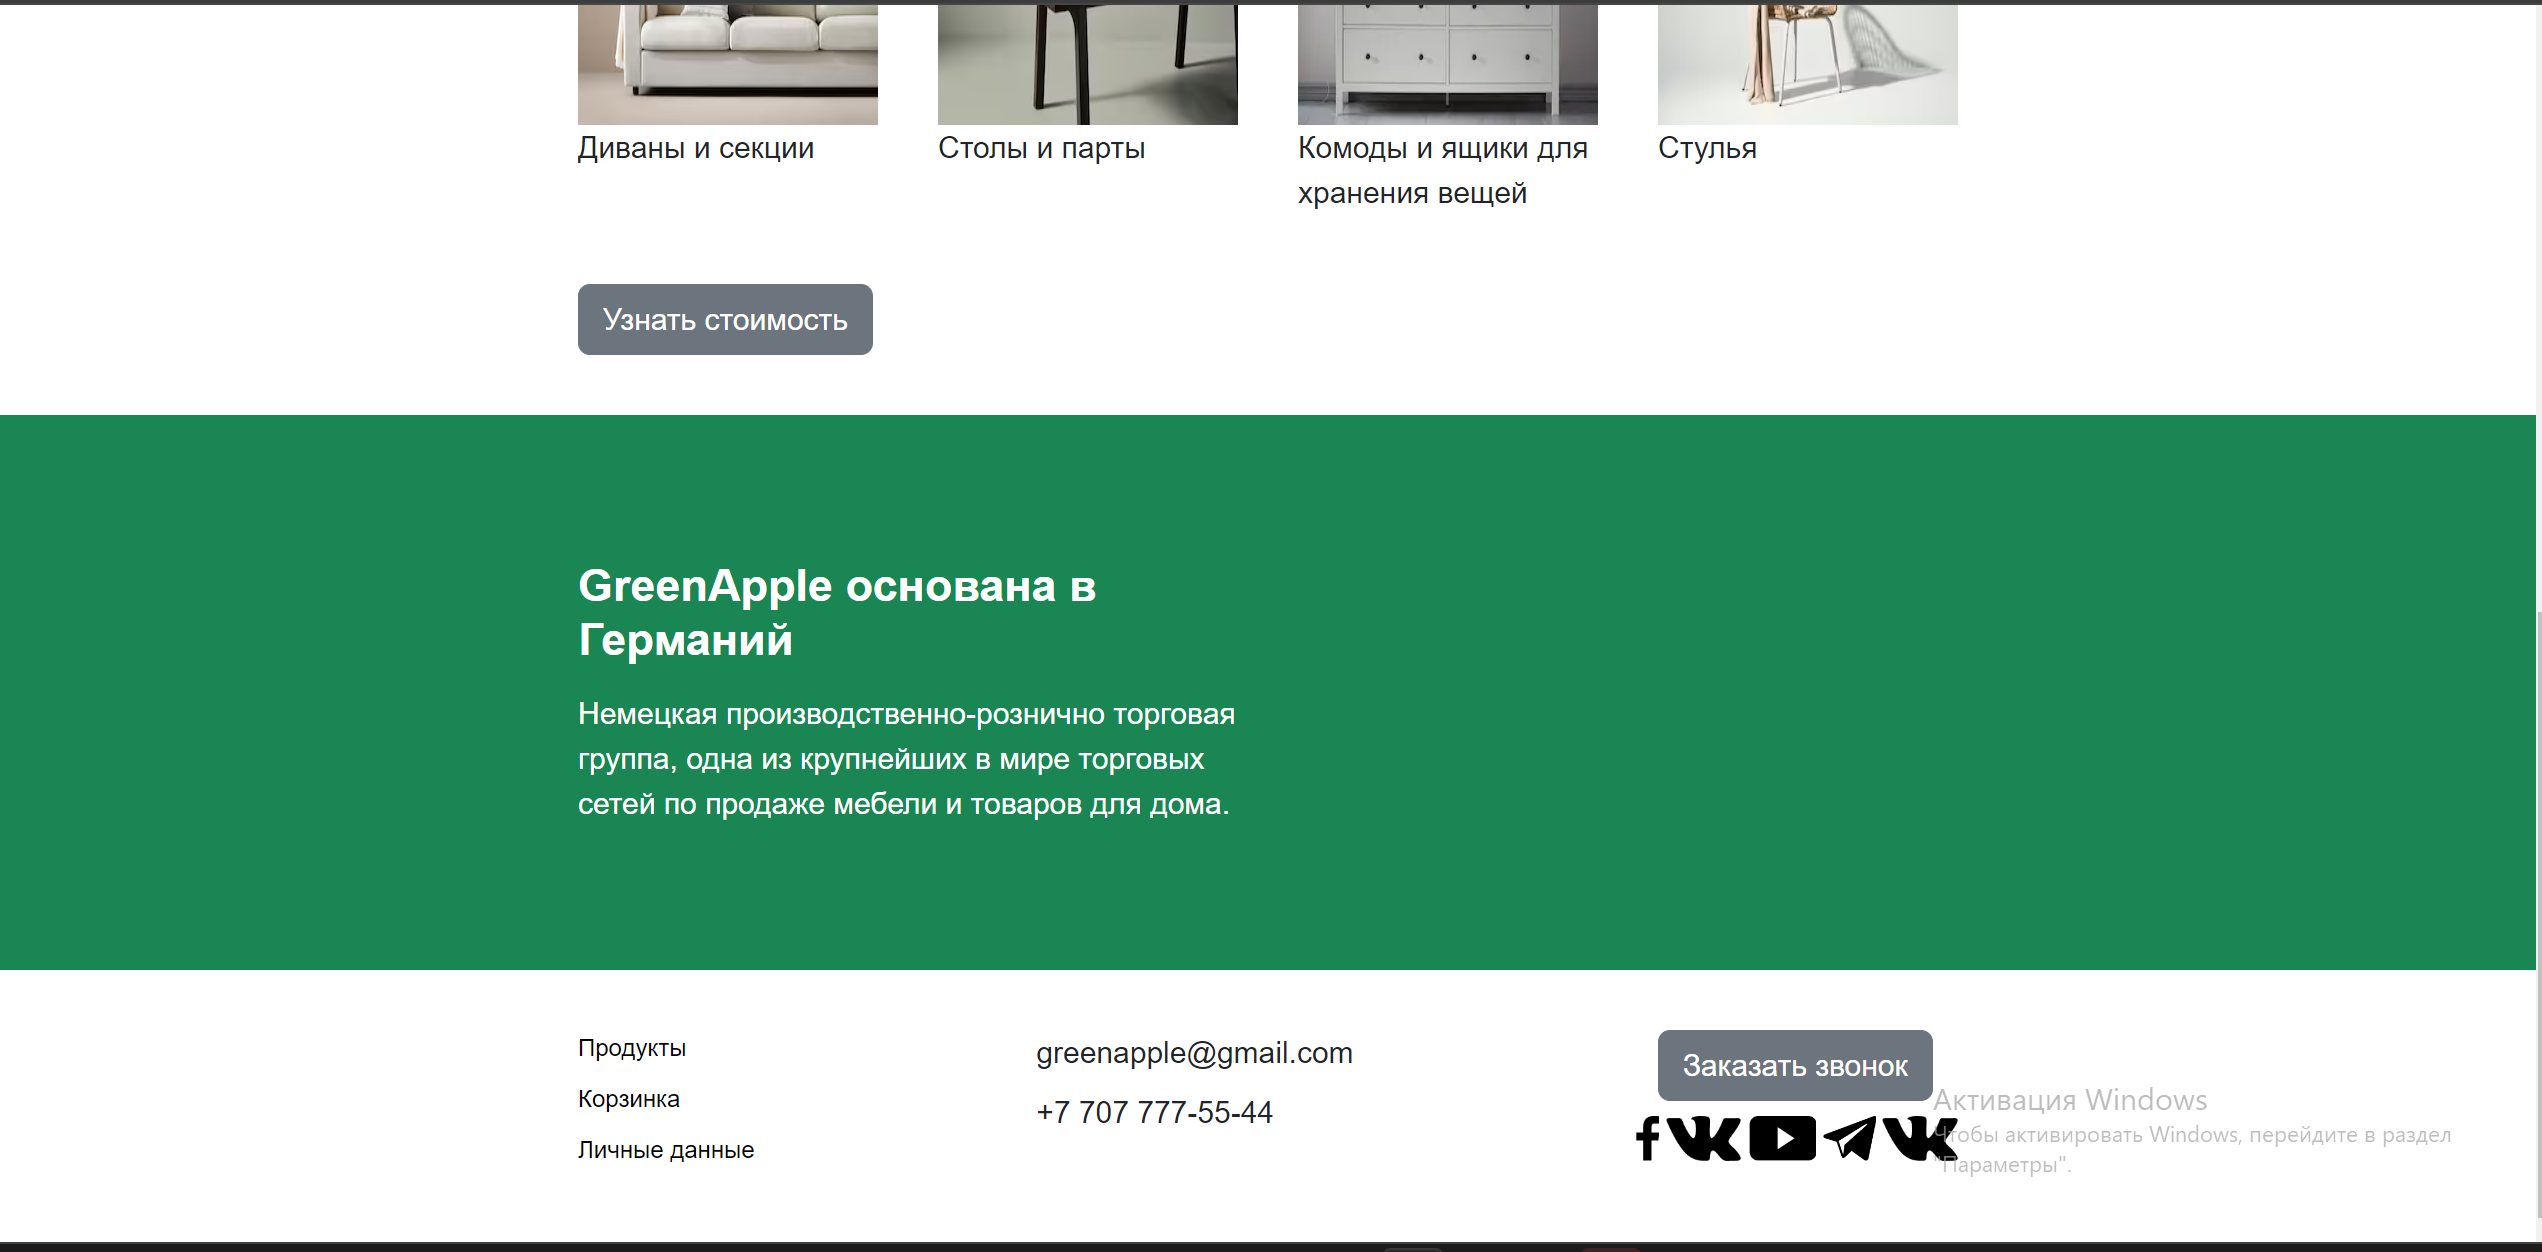 Диваны и секции
Столы и парты
Комоды и ящики для
хранения вещей
Стулья
Узнать стоимость
GreenApple основана в
Германий
Немецкая производственно-рознично торговая
группа, одна из крупнейших в мире торговых
сетей по продаже мебели и товаров для дома.
Продукты
Корзинка
Личные данные
greenapple@gmail.com
+7 707 777-55-44
Заказать звонок
Активация Windows
Чтобы активировать Windows, перейдите в раздел
"Параметры".